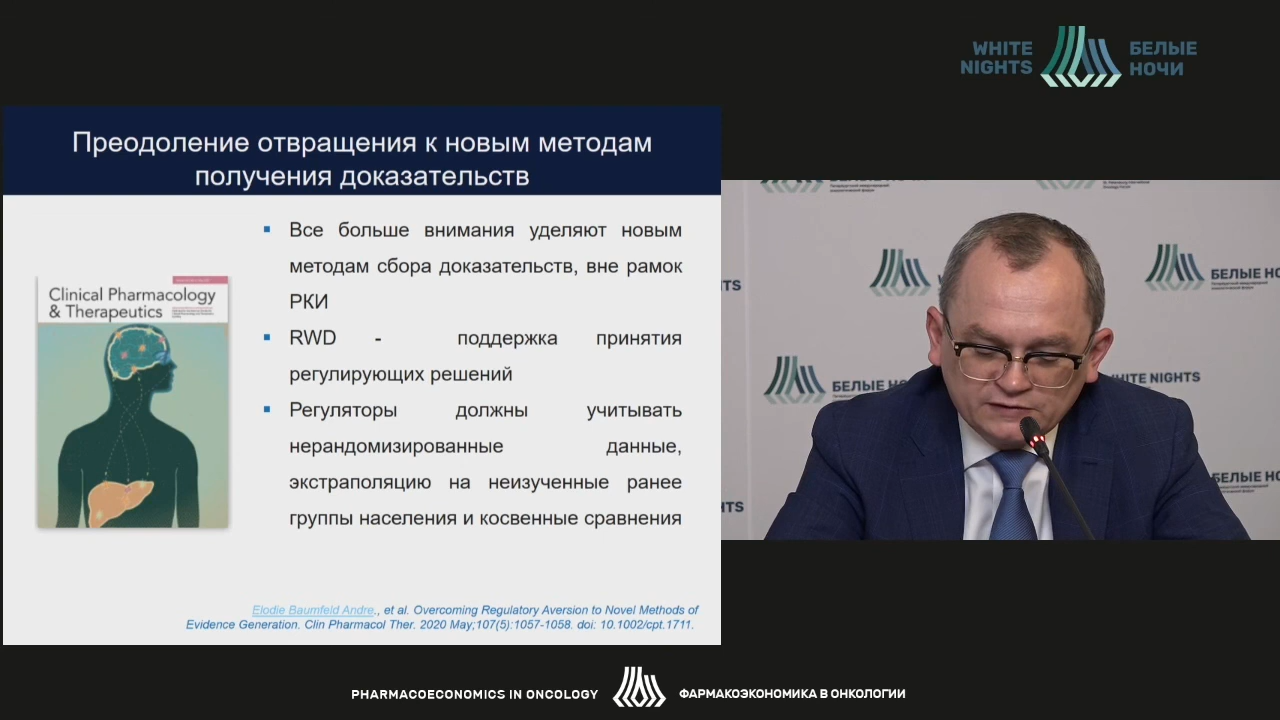 WHITE
NIGHTS
БЕЛЫЕ
НОЧИ
Преодоление отвращения к новым методам
получения доказательств
Все больше внимания уделяют новым
методам сбора доказательств, вне рамок
РКИ
RWD - поддержка принятия
регулирующих решений
Регуляторы должны учитывать
нерандомизированные данные,
экстраполяцию на неизученные ранее
группы населения и косвенные сравнения
Clinical Pharmacology
& Therapeutics
Elodie Baumfeld Andre., et al. Overcoming Regulatory Aversion to Novel Methods of
Evidence Generation. Clin Pharmacol Ther. 2020 May;107(5):1057-1058. doi: 10.1002/cpt.1711.
БЕЛЫЕ НО
БЕЛЫЕ НО
WHITE NIGHTS
БЕЛЫЕ НО
PHARMACOECONOMICS IN ONCOLOGY
ФАРМАКОЭКОНОМИКА В ОНКОЛОГИИ